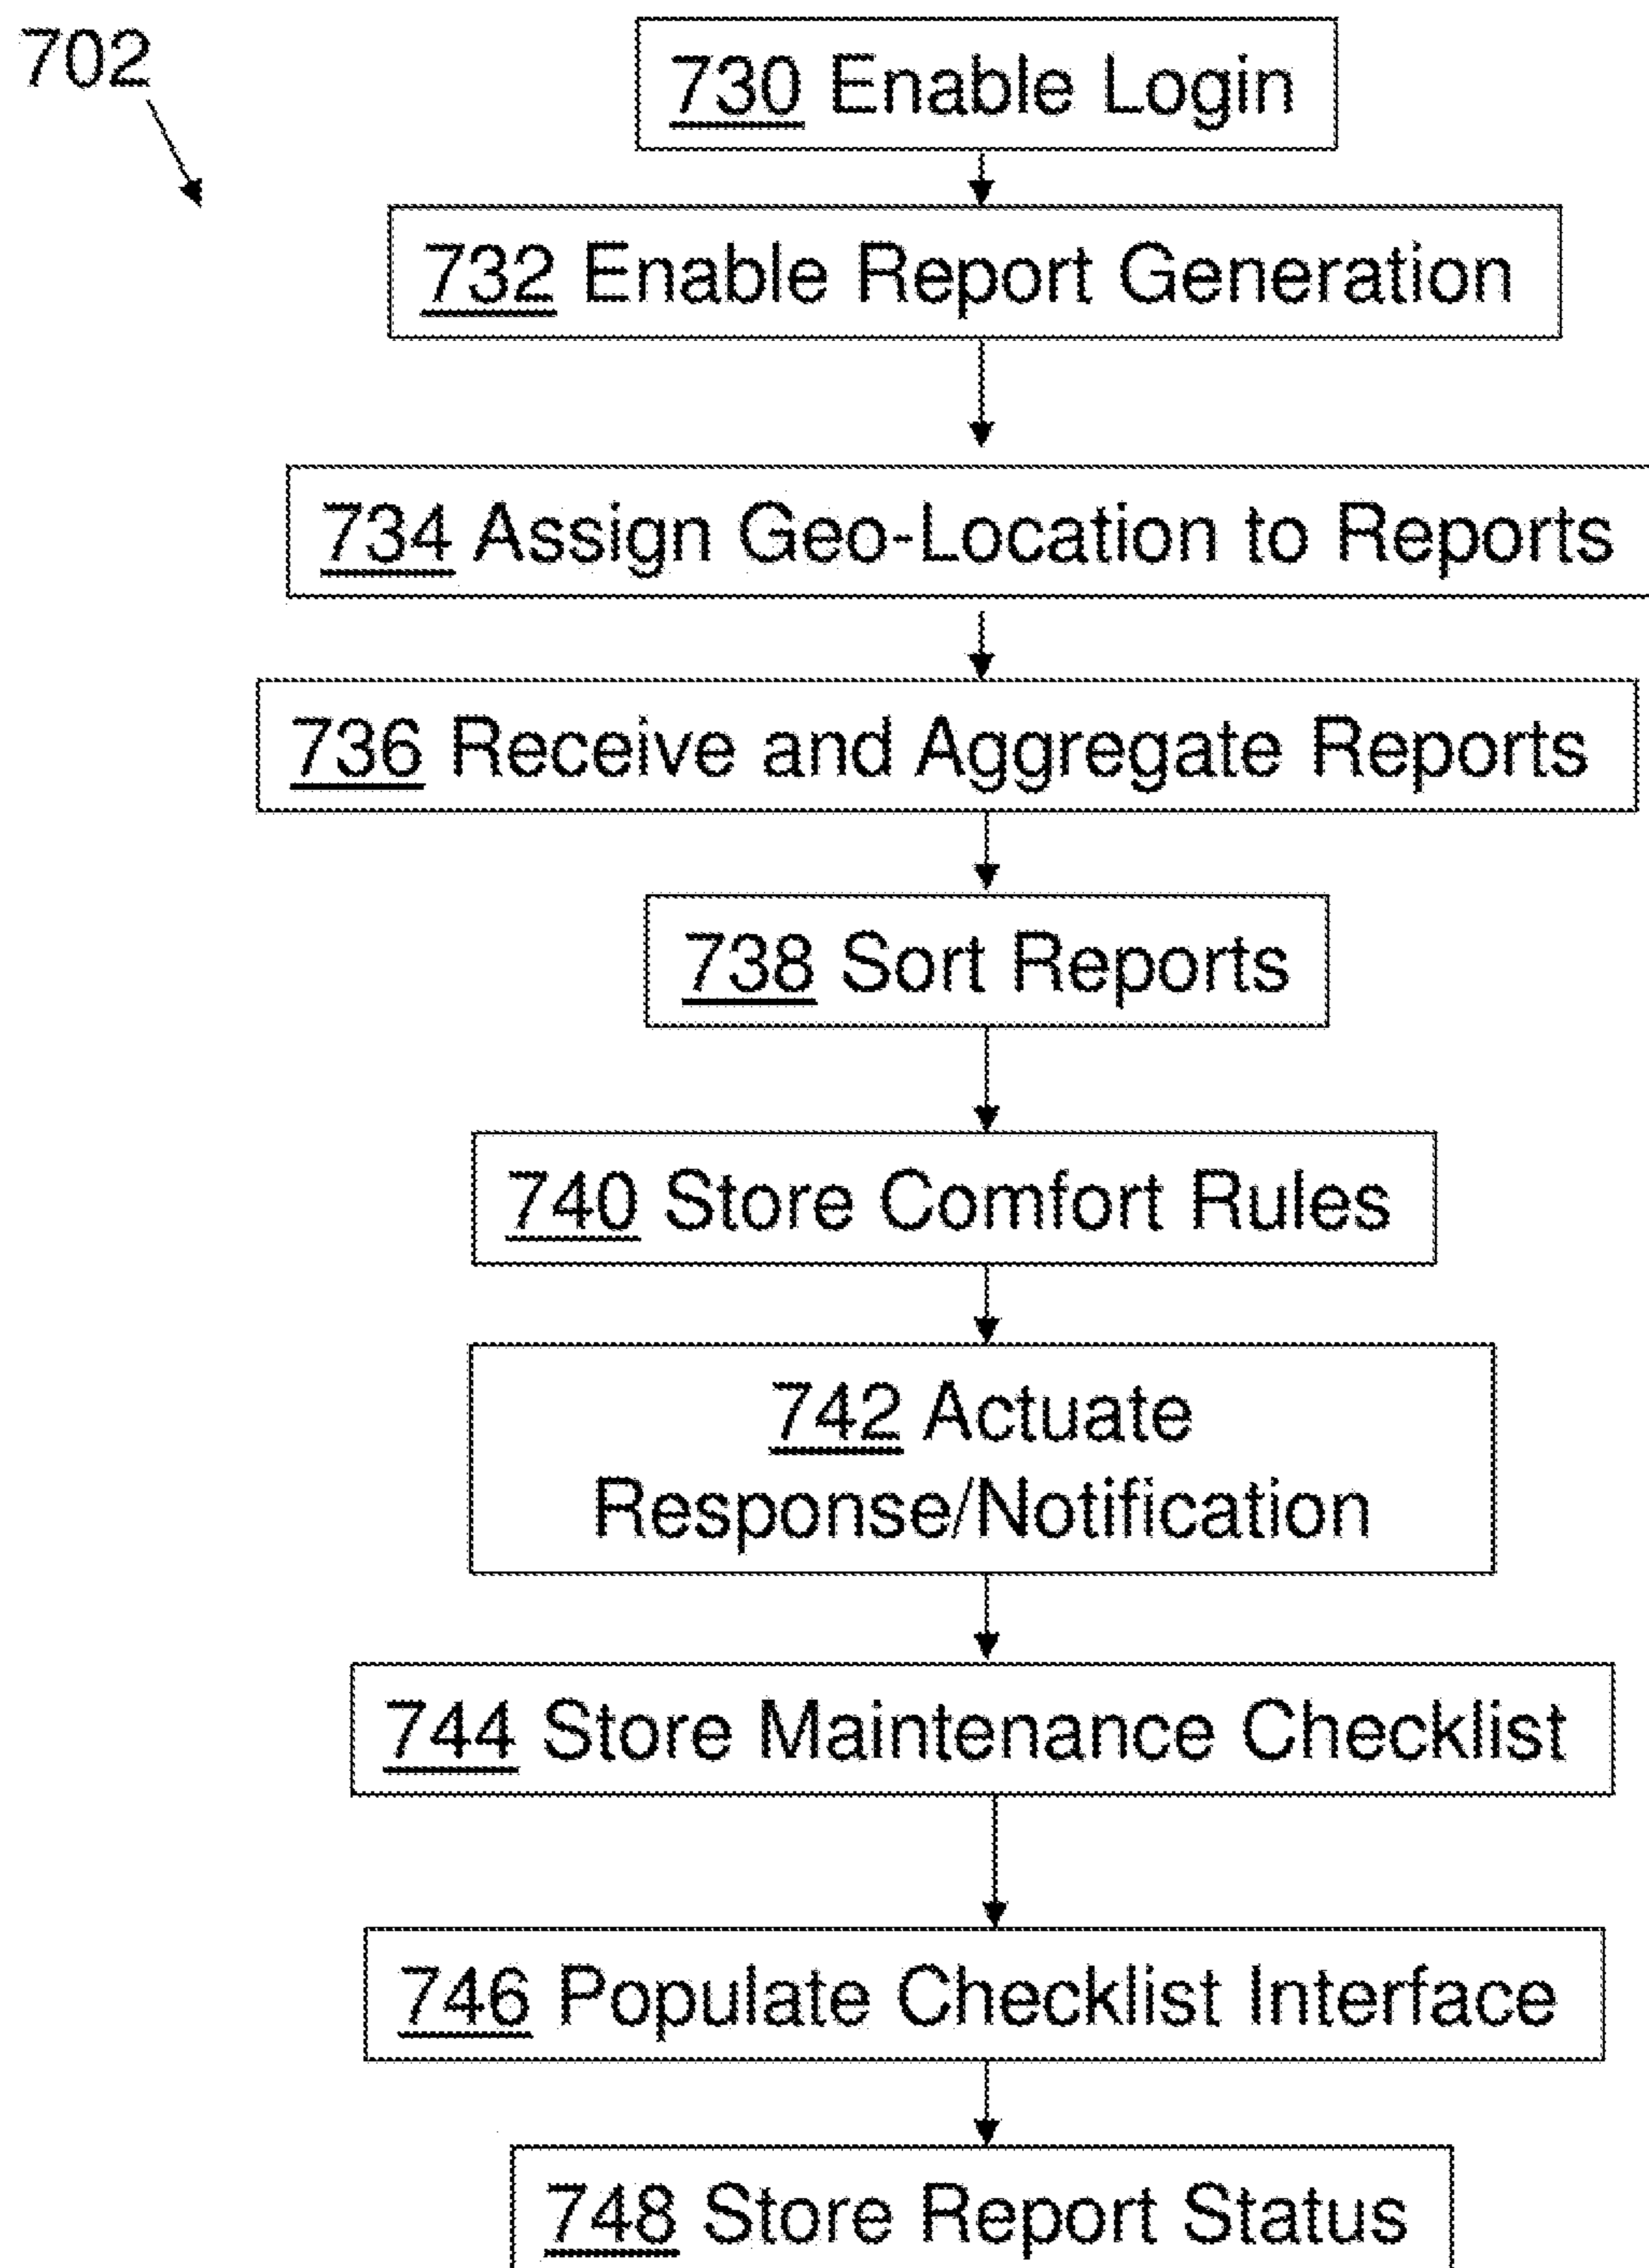 702
730 Enable Login
732 Enable Report Generation
734 Assign Geo-Location to Reports
736 Receive and Aggregate Reports
738 Sort Reports
740 Store Comfort Rules
742 Actuate
Response/Notification
744 Store Maintenance Checklist
746 Populate Checklist Interface
748 Store Report Status